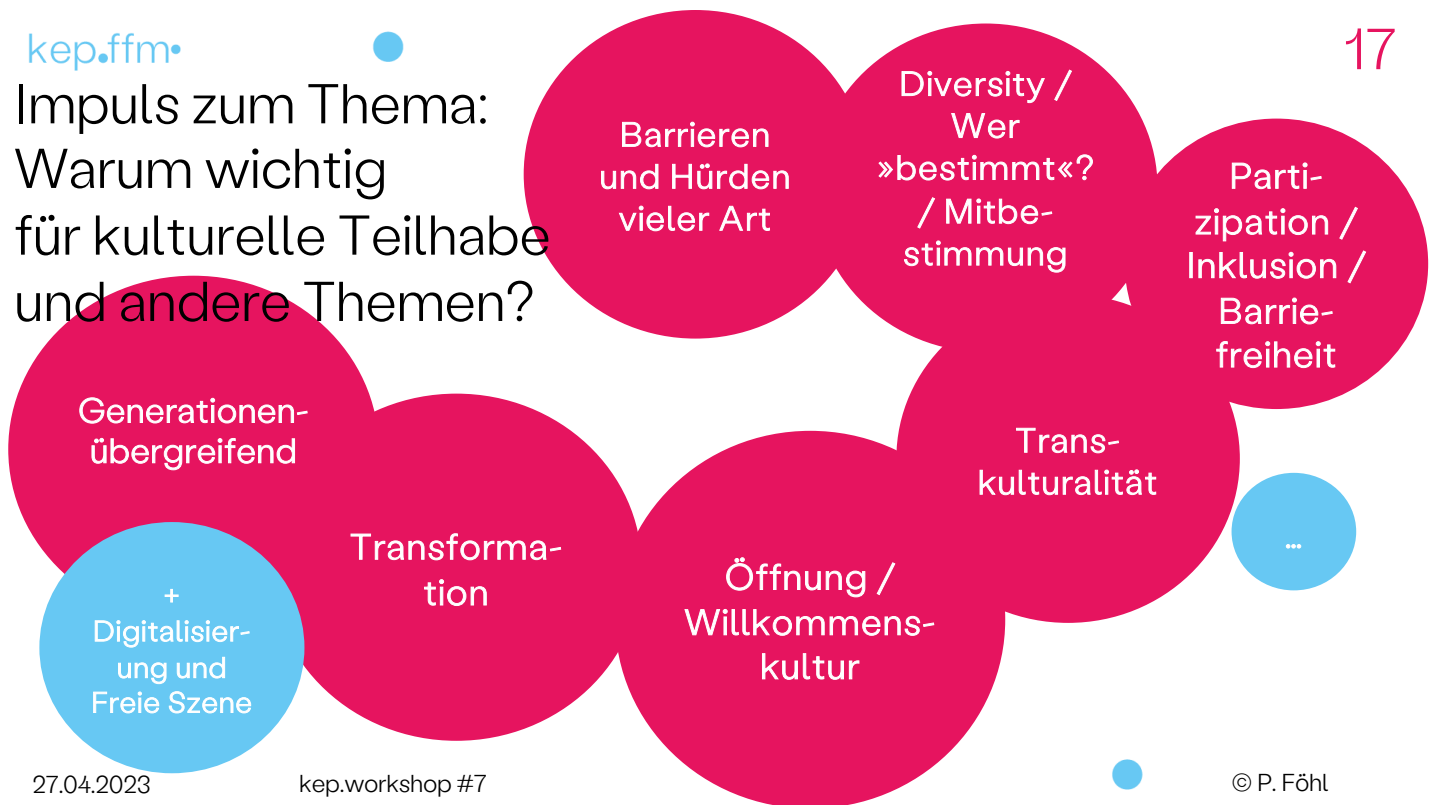 kep.ffm
17
Impuls zum Thema:
Warum wichtig
für kulturelle Teilhabe
und andere Themen?
Barrieren
und Hürden
vieler Art
Diversity /
Wer
»bestimmt«?
/ Mitbe-
stimmung
Parti-
zipation /
Inklusion /
Barrie-
freiheit
Generationen-
übergreifend
Trans-
kulturalität
Transforma-
tion
Öffnung /
Willkommens-
kultur
...
+
Digitalisier-
ung und
Freie Szene
27.04.2023
kep.workshop #7
© P. Föhl